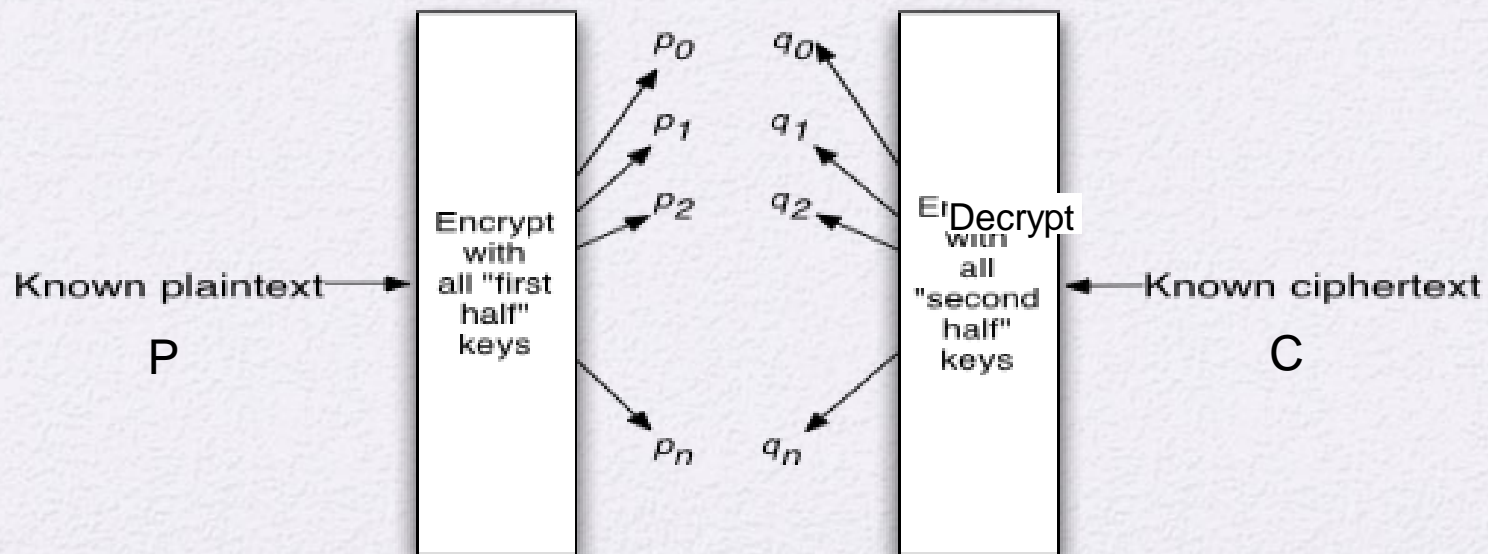 p0
q0
p1
q1
p2
q2
Encrypt
with
all "first
half"
keys
Decrypt
with
all
"second
half"
keys
Known plaintext
Known ciphertext
P
C
pn
qn